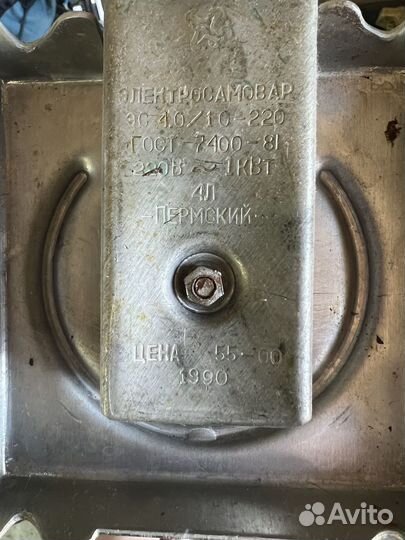 ЭЛЕКТРОСАМОВАР
ЭС 4.0/1.0-220
ГОСТ-7400-81
220В ~ 1КВТ
4Л
-ПЕРМСКИЙ-
ЦЕНА 55-00
1990
Avito